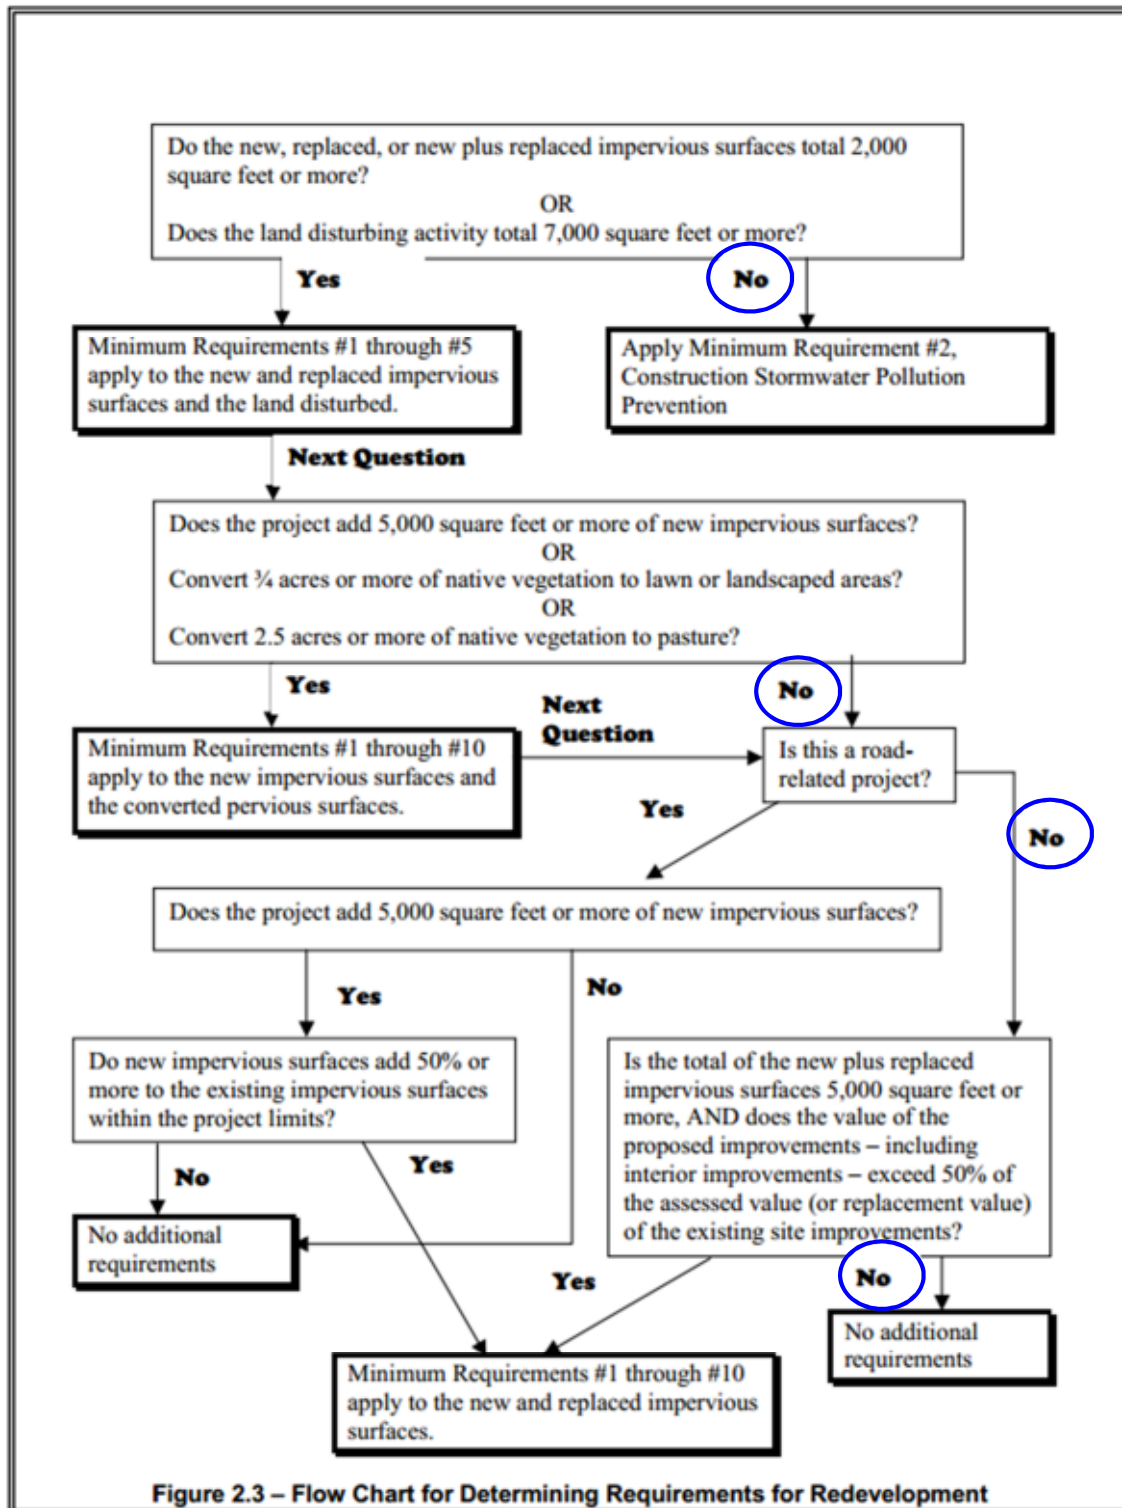 Do the new, replaced, or new plus replaced impervious surfaces total 2,000
square feet or more?
OR
Does the land disturbing activity total 7,000 square feet or more?
Yes
No
Minimum Requirements #1 through #5
apply to the new and replaced impervious
surfaces and the land disturbed.
Apply Minimum Requirement #2,
Construction Stormwater Pollution
Prevention
Next Question
Does the project add 5,000 square feet or more of new impervious surfaces?
OR
Convert ¾ acres or more of native vegetation to lawn or landscaped areas?
OR
Convert 2.5 acres or more of native vegetation to pasture?
Yes
No
Next
Question
Minimum Requirements #1 through #10
apply to the new impervious surfaces and
the converted pervious surfaces.
Is this a road-
related project?
Yes
No
Does the project add 5,000 square feet or more of new impervious surfaces?
Yes
No
Do new impervious surfaces add 50% or
more to the existing impervious surfaces
within the project limits?
Is the total of the new plus replaced
impervious surfaces 5,000 square feet or
more, AND does the value of the
proposed improvements – including
interior improvements – exceed 50% of
the assessed value (or replacement value)
of the existing site improvements?
No
Yes
No additional
requirements
Yes
No
No additional
requirements
Minimum Requirements #1 through #10
apply to the new and replaced impervious
surfaces.
Figure 2.3 – Flow Chart for Determining Requirements for Redevelopment